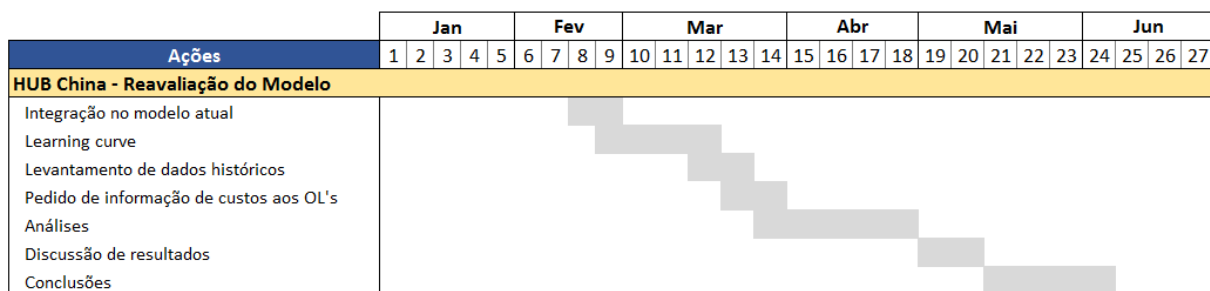 Jan Fev Mar Abr Mai Jun
Ações 1 2 3 4 5 6 7 8 9 10 11 12 13 14 15 16 17 18 19 20 21 22 23 24 25 26 27
HUB China - Reavaliação do Modelo
Integração no modelo atual
Learning curve
Levantamento de dados históricos
Pedido de informação de custos aos OL's
Análises
Discussão de resultados
Conclusões